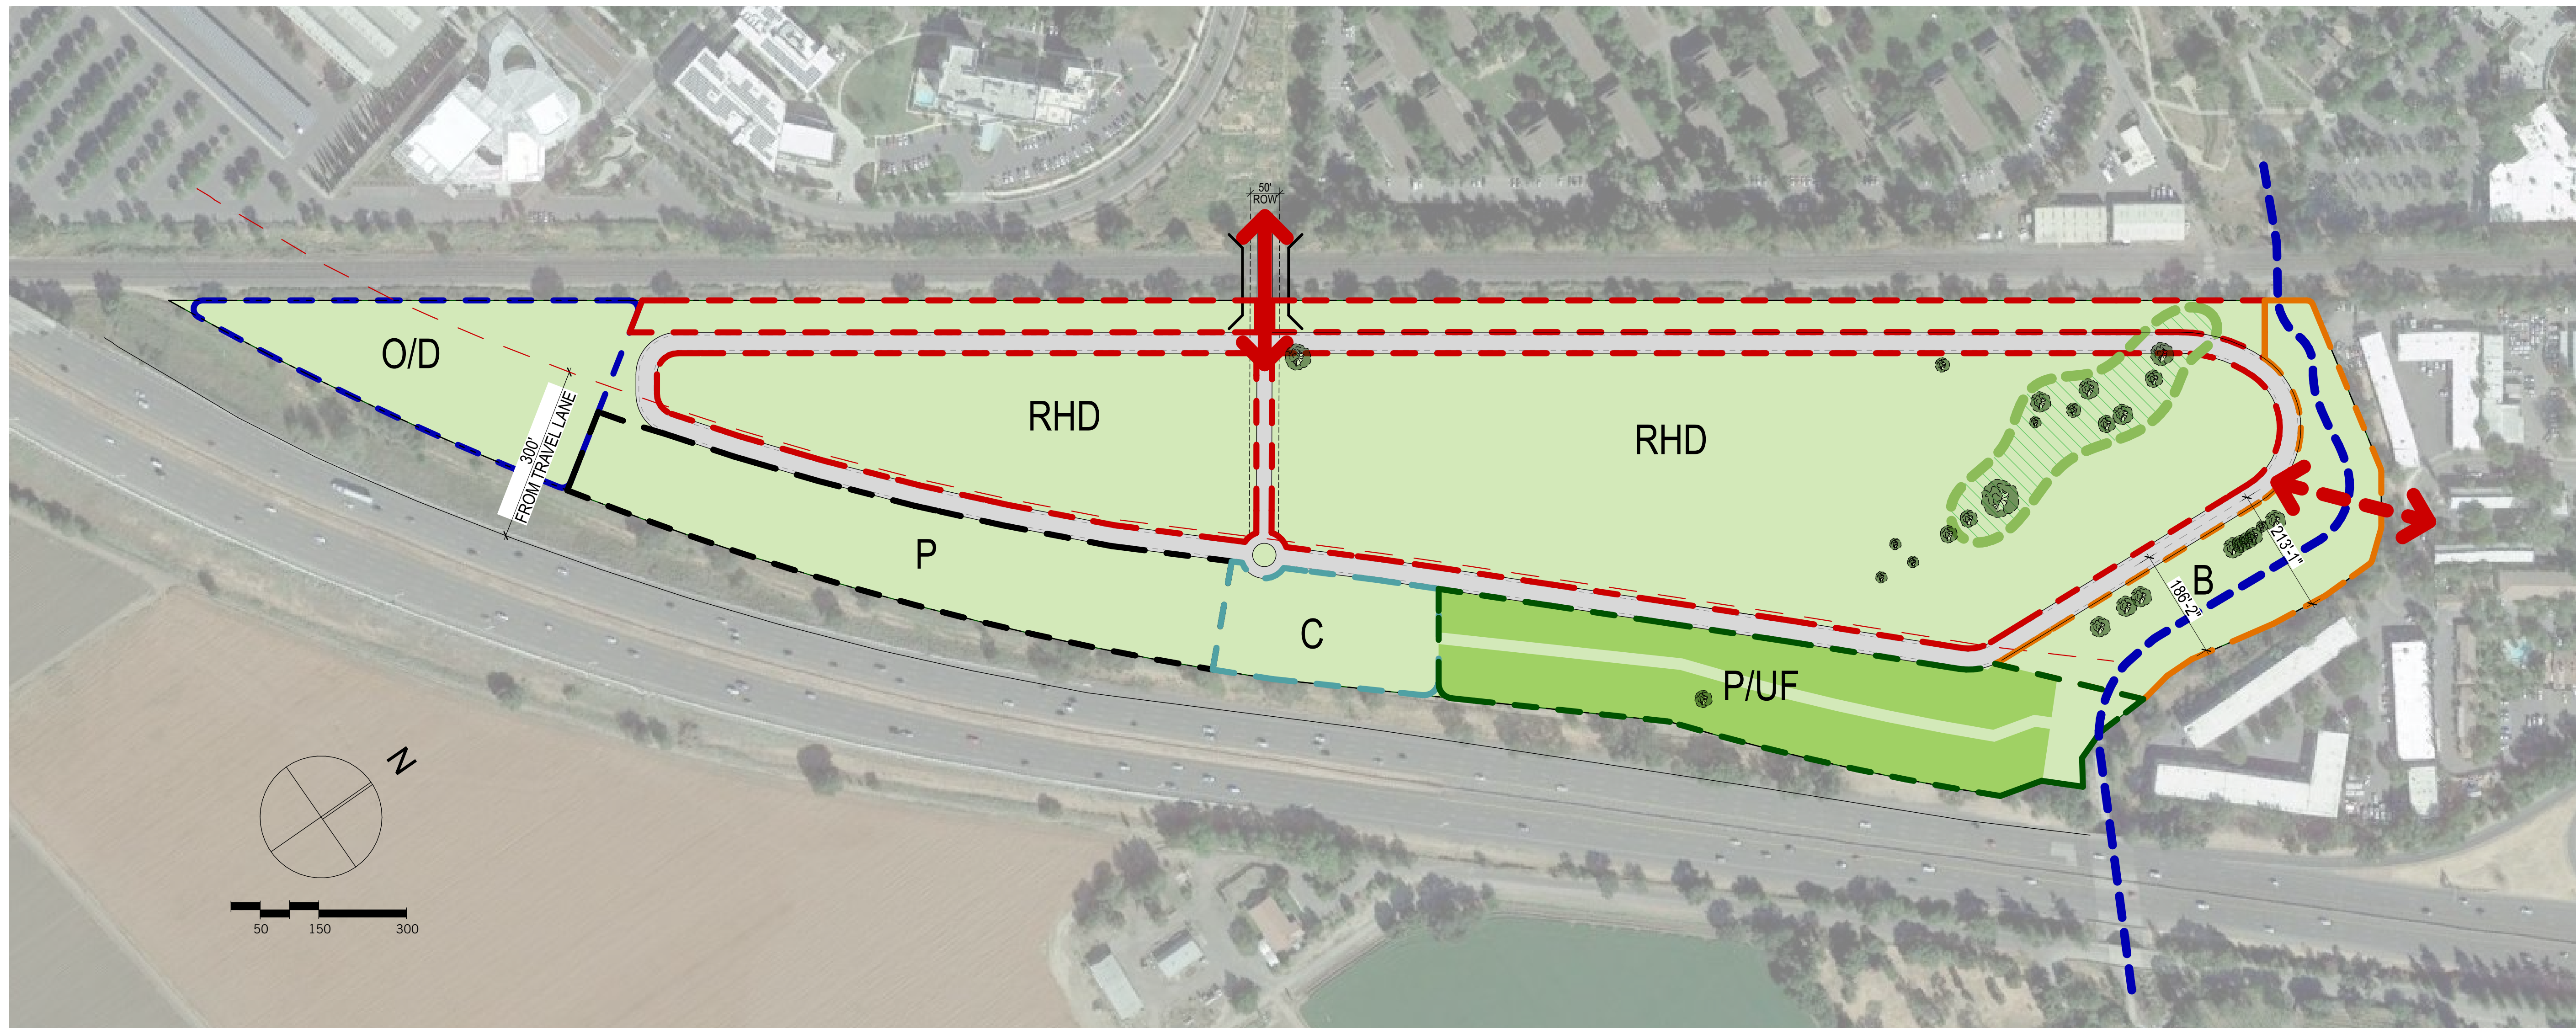 50'
ROW
O/D
300'
FROM TRAVEL LANE
RHD
RHD
P
C
P/UF
B
213'-1"
186'-2"
N
50
150
300